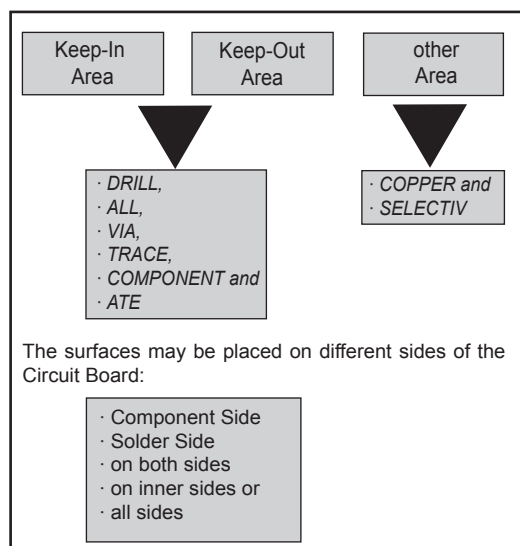 Keep-In
Area
Keep-Out
Area
other
Area
· DRILL,
· ALL,
· VIA,
· TRACE,
· COMPONENT and
· ATE
· COPPER and
· SELECTIV
The surfaces may be placed on different sides of the
Circuit Board:
· Component Side
· Solder Side
· on both sides
· on inner sides or
· all sides